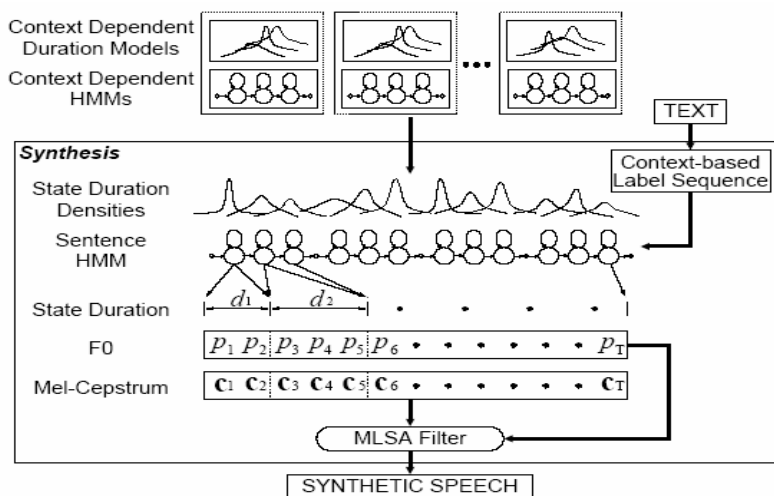 Context Dependent
Duration Models
Context Dependent
HMMs
TEXT
Synthesis
Context-based
Label Sequence
State Duration
Densities
Sentence
HMM
State Duration
d1 d2
F0
p1 p2 p3 p4 p5 p6 pT
Mel-Cepstrum
c1 c2 c3 c4 c5 c6 cT
MLSA Filter
SYNTHETIC SPEECH